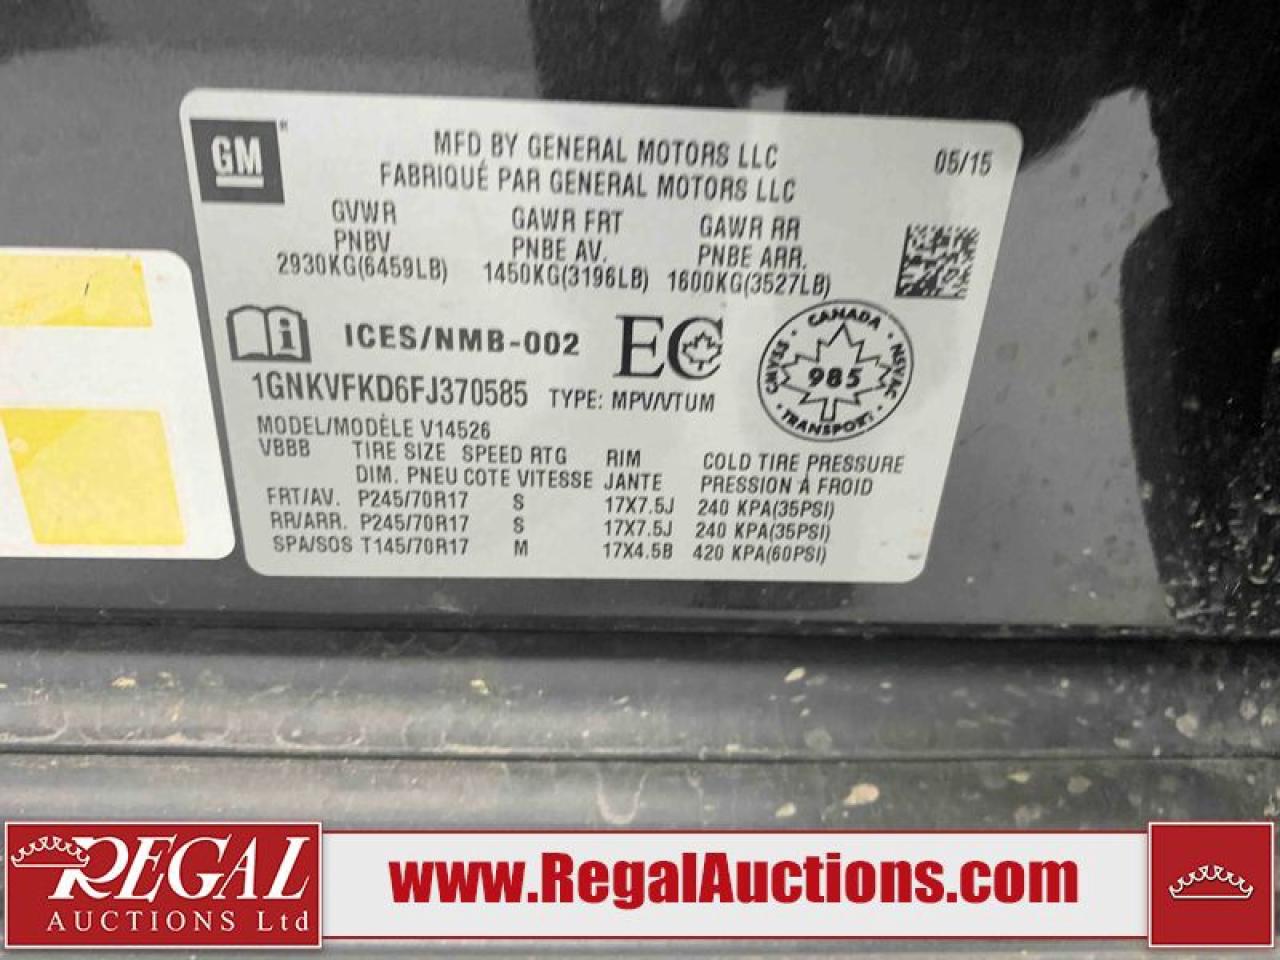 GM
MFD BY GENERAL MOTORS LLC
05/15
FABRIQUÉ PAR GENERAL MOTORS LLC
GVWR GAWR FRT GAWR RR
PNBV PNBE AV. PNBE ARR.
2930KG(6459LB) 1450KG(3196LB) 1600KG(3527LB)
ICES/NMB-002 EC
CANADA
985
TRANSPORT
NSVAC
CMVSS
1GNKVFKD6FJ370585 TYPE: MPV/VTUM
MODEL/MODÈLE V14526
VBBB TIRE SIZE SPEED RTG RIM COLD TIRE PRESSURE
DIM. PNEU COTE VITESSE JANTE PRESSION À FROID
FRT/AV. P245/70R17 S 17X7.5J 240 KPA(35PSI)
RR/ARR. P245/70R17 S 17X7.5J 240 KPA(35PSI)
SPA/SOS T145/70R17 M 17X4.5B 420 KPA(60PSI)
REGAL
AUCTIONS Ltd
www.RegalAuctions.com